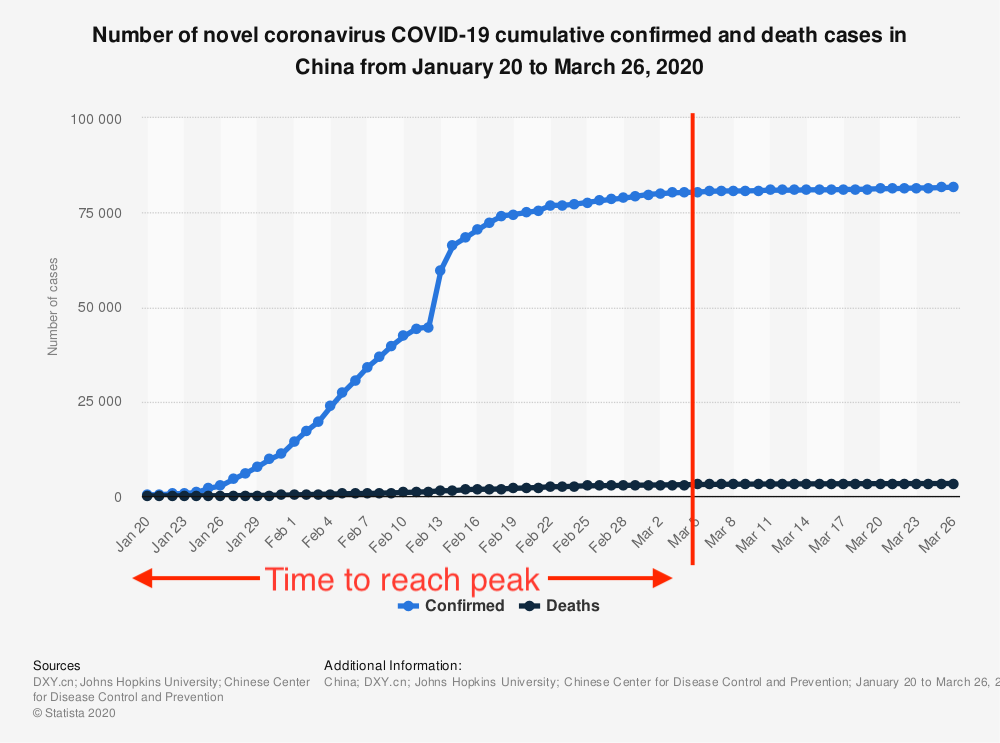 Number of novel coronavirus COVID-19 cumulative confirmed and death cases in
China from January 20 to March 26, 2020
Number of cases
100 000
75 000
50 000
25 000
0
Jan 20
Jan 23
Jan 26
Jan 29
Feb 1
Feb 4
Feb 7
Feb 10
Feb 13
Feb 16
Feb 19
Feb 22
Feb 25
Feb 28
Mar 2
Mar 5
Mar 8
Mar 11
Mar 14
Mar 17
Mar 20
Mar 23
Mar 26
Time to reach peak
Confirmed Deaths
Sources
DXY.cn; Johns Hopkins University; Chinese Center
for Disease Control and Prevention
© Statista 2020
Additional Information:
China; DXY.cn; Johns Hopkins University; Chinese Center for Disease Control and Prevention; January 20 to March 26,